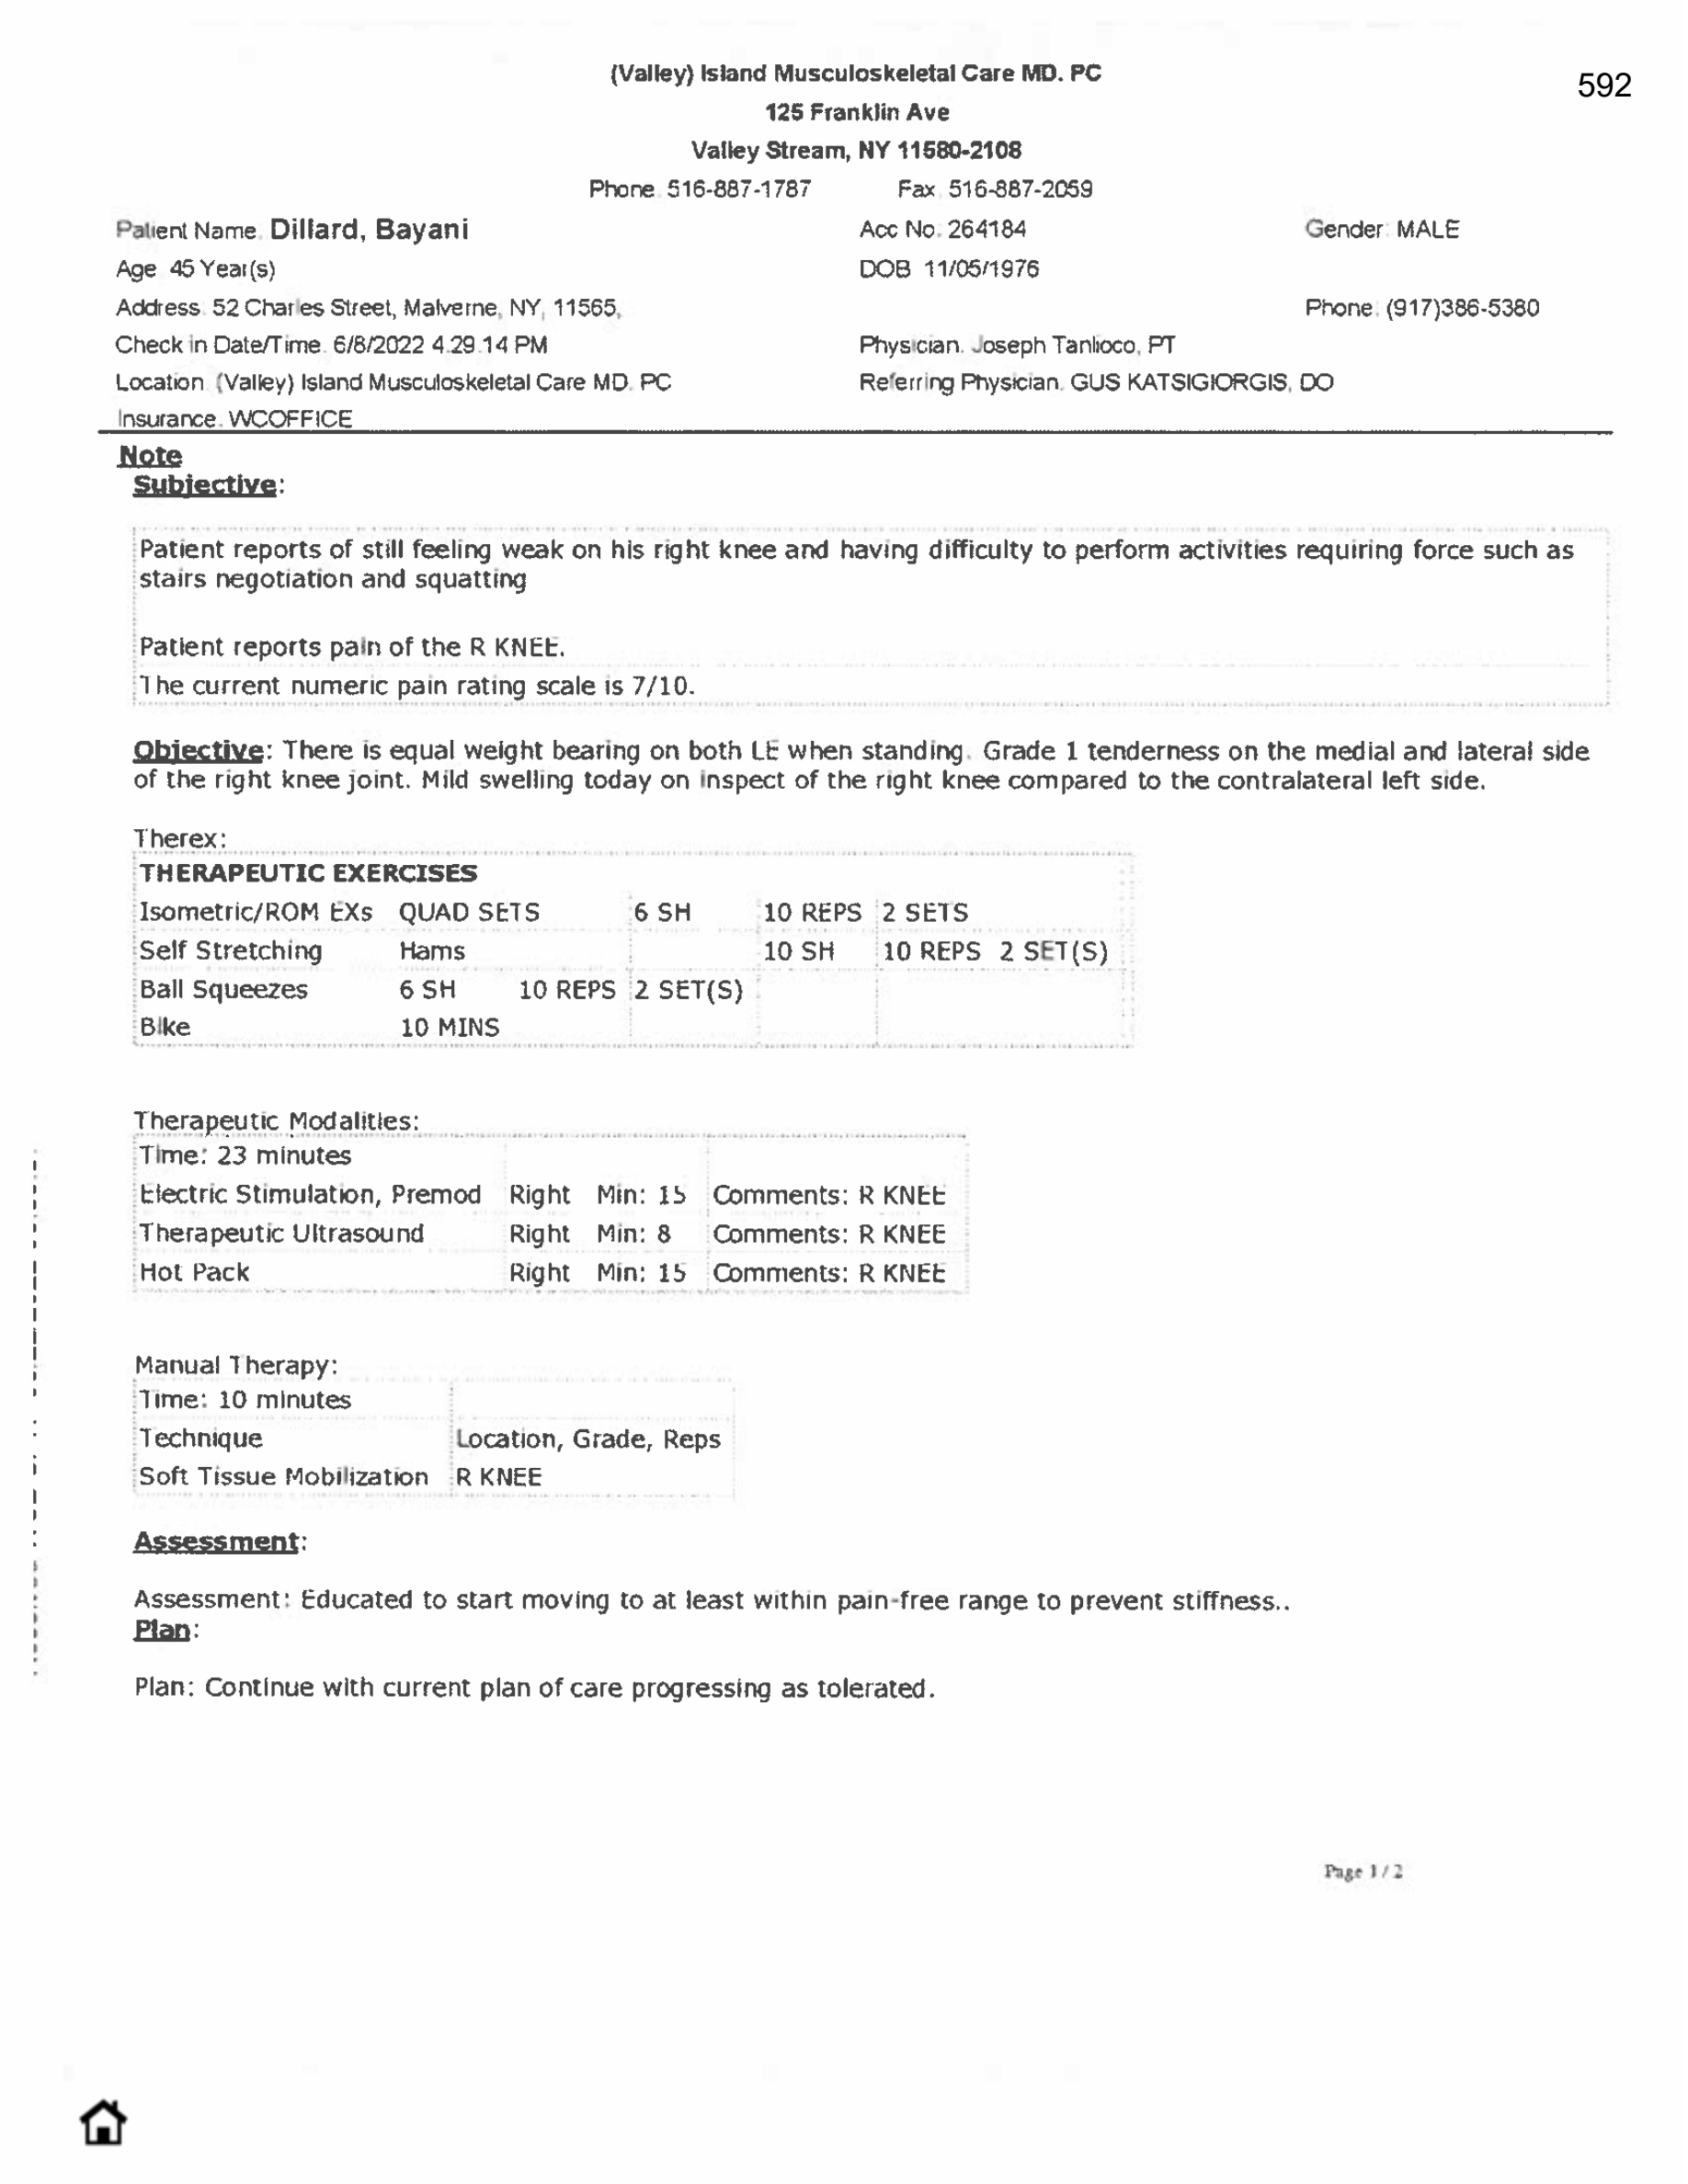 (Valley) Island Musculoskeletal Care MD. PC
592
125 Franklin Ave
Valley Stream, NY 11580-2108
Phone. 516-887-1787 Fax. 516-887-2059
Patient Name. Dillard, Bayani Acc No. 264184 Gender: MALE
Age 45 Year(s) DOB 11/05/1976
Address. 52 Charles Street, Malverne, NY, 11565, Phone: (917)386-5380
Check in Date/Time. 6/8/2022 4.29.14 PM Physician. Joseph Tanlioco, PT
Location. (Valley) Island Musculoskeletal Care MD. PC Referring Physician. GUS KATSIGIORGIS, DO
Insurance. WCOFFICE
Note
Subjective:
Patient reports of still feeling weak on his right knee and having difficulty to perform activities requiring force such as
stairs negotiation and squatting
Patient reports pain of the R KNEE.
The current numeric pain rating scale is 7/10.
Objective: There is equal weight bearing on both LE when standing. Grade 1 tenderness on the medial and lateral side
of the right knee joint. Mild swelling today on inspect of the right knee compared to the contralateral left side.
Therex:
THERAPEUTIC EXERCISES
Isometric/ROM EXs QUAD SETS 6 SH 10 REPS 2 SETS
Self Stretching Hams 10 SH 10 REPS 2 SET(S)
Ball Squeezes 6 SH 10 REPS 2 SET(S)
Bike 10 MINS
Therapeutic Modalities:
Time: 23 minutes
Electric Stimulation, Premod Right Min: 15 Comments: R KNEE
Therapeutic Ultrasound Right Min: 8 Comments: R KNEE
Hot Pack Right Min: 15 Comments: R KNEE
Manual Therapy:
Time: 10 minutes
Technique Location, Grade, Reps
Soft Tissue Mobilization R KNEE
Assessment:
Assessment: Educated to start moving to at least within pain-free range to prevent stiffness..
Plan:
Plan: Continue with current plan of care progressing as tolerated.
Page 1 / 2